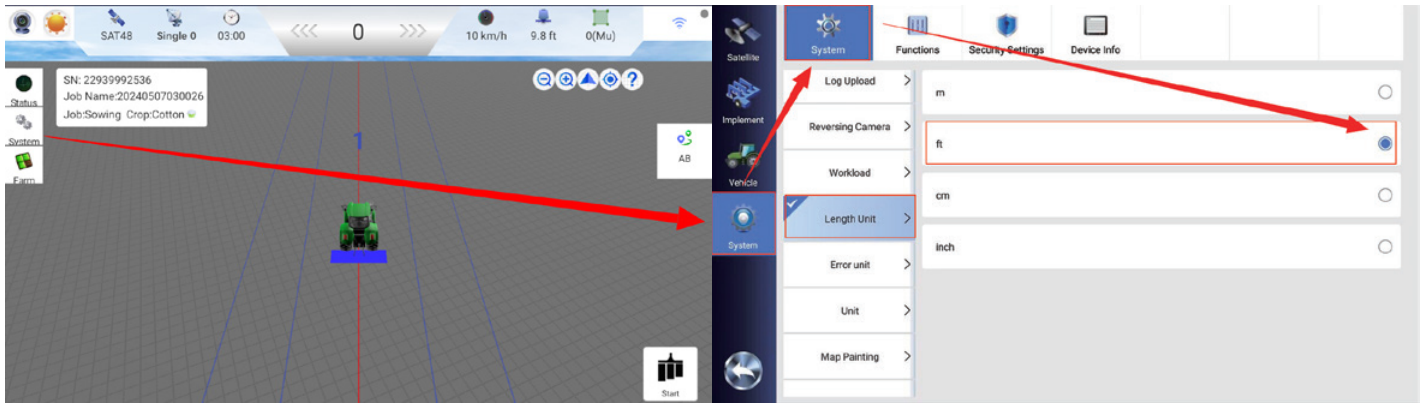 SAT48
Single 0
03:00
0
10 km/h
9.8 ft
0(Mu)
Status
System
Farm
SN: 22939992536
Job Name:20240507030026
Job:Sowing Crop:Cotton
?
1
AB
Start
Satellite
Implement
Vehicle
System
System
Functions
Security Settings
Device Info
Log Upload
Reversing Camera
Workload
Length Unit
Error unit
Unit
Map Painting
m
ft
cm
inch